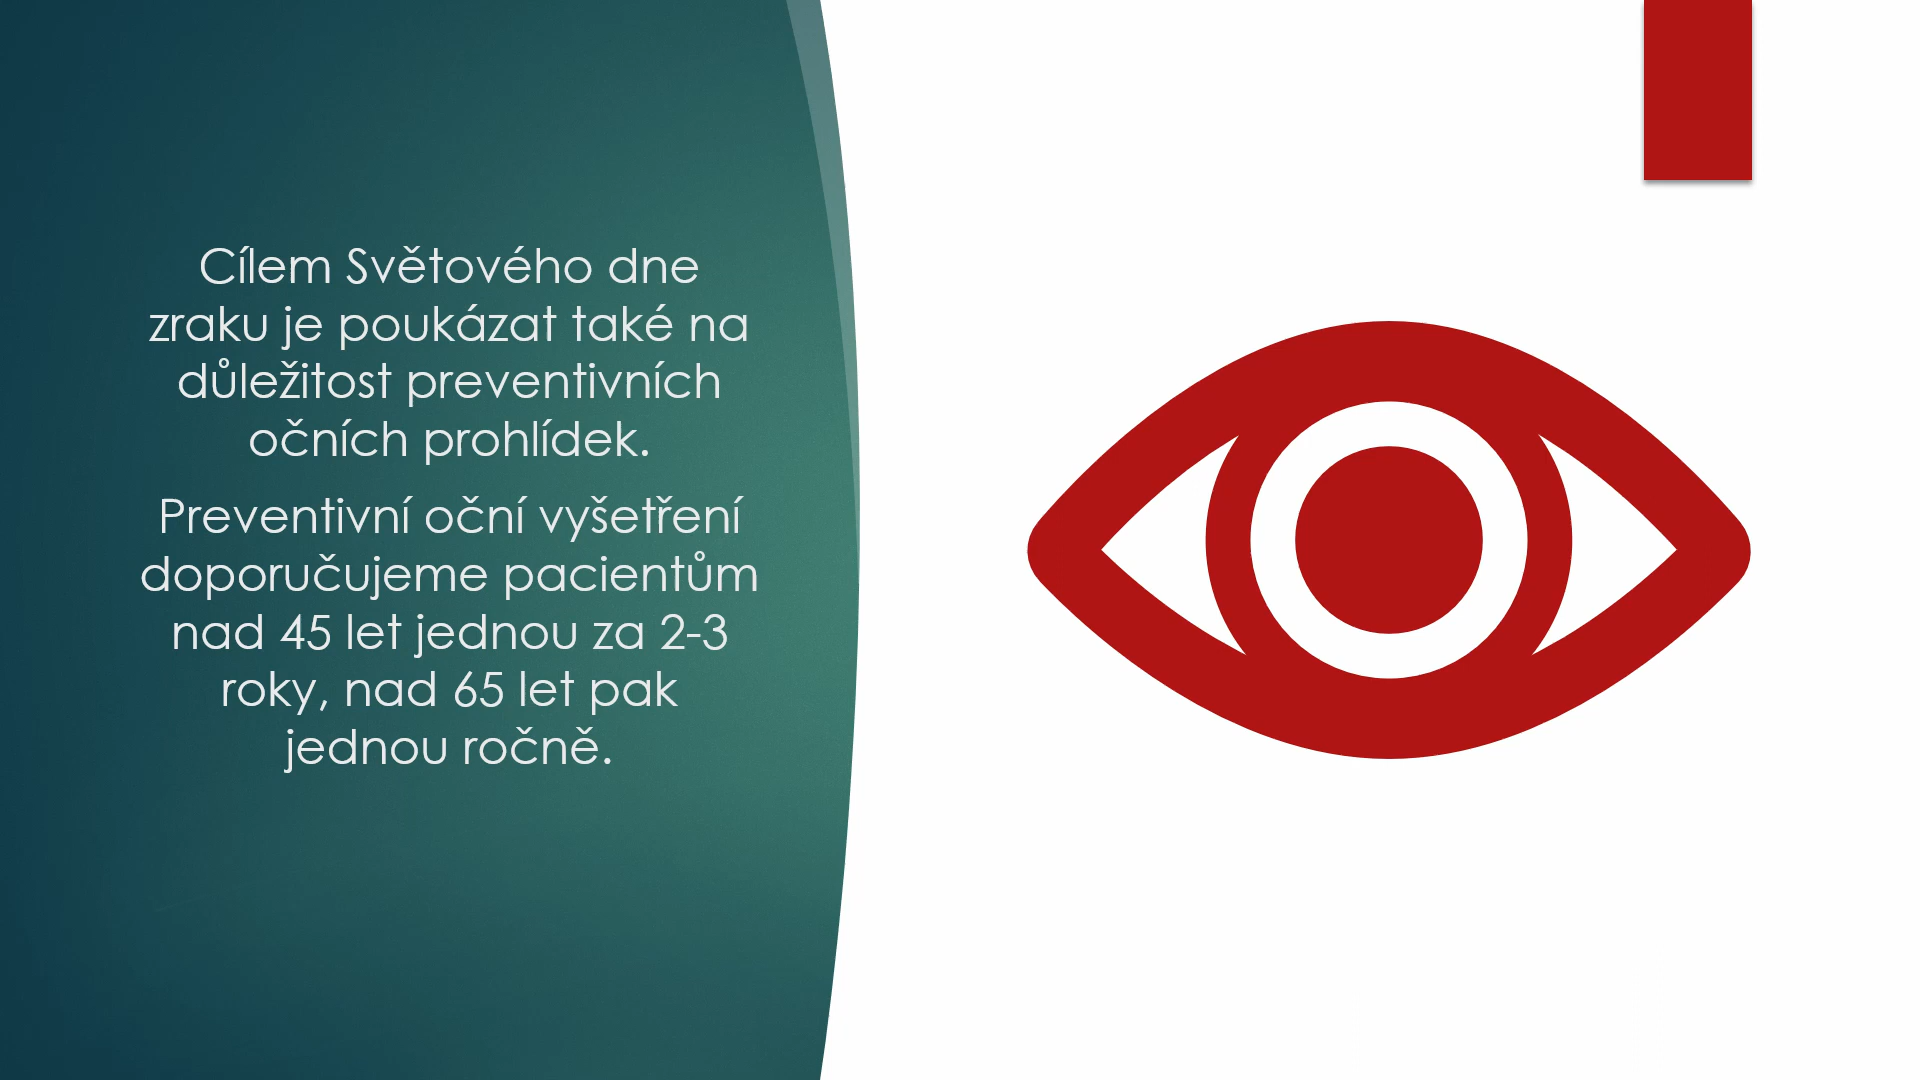 Cílem Světového dne
zraku je poukázat také na
důležitost preventivních
očních prohlídek.
Preventivní oční vyšetření
doporučujeme pacientům
nad 45 let jednou za 2-3
roky, nad 65 let pak
jednou ročně.